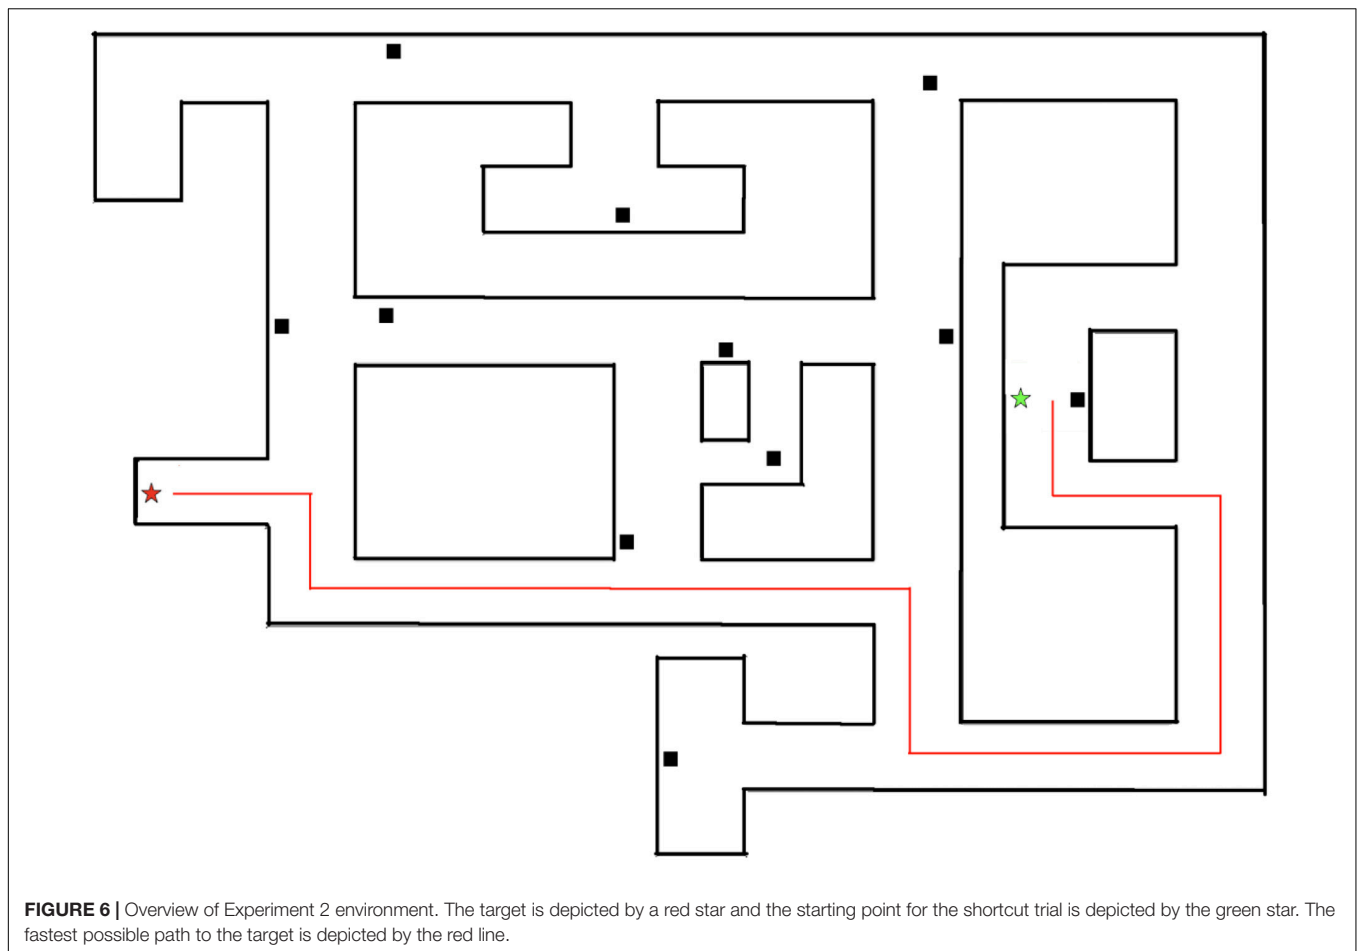 FIGURE 6 | Overview of Experiment 2 environment. The target is depicted by a red star and the starting point for the shortcut trial is depicted by the green star. The
fastest possible path to the target is depicted by the red line.